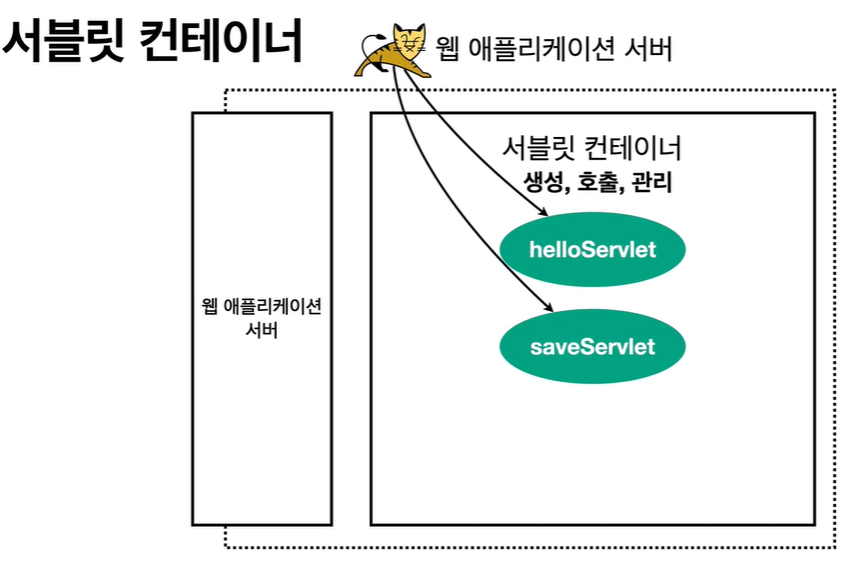 서블릿 컨테이너
웹 애플리케이션 서버
서블릿 컨테이너
생성, 호출, 관리
helloServlet
웹 애플리케이션
서버
saveServlet